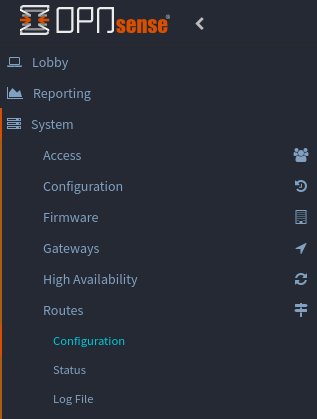 OPNsense
Lobby
Reporting
System
Access
Configuration
Firmware
Gateways
High Availability
Routes
Configuration
Status
Log File